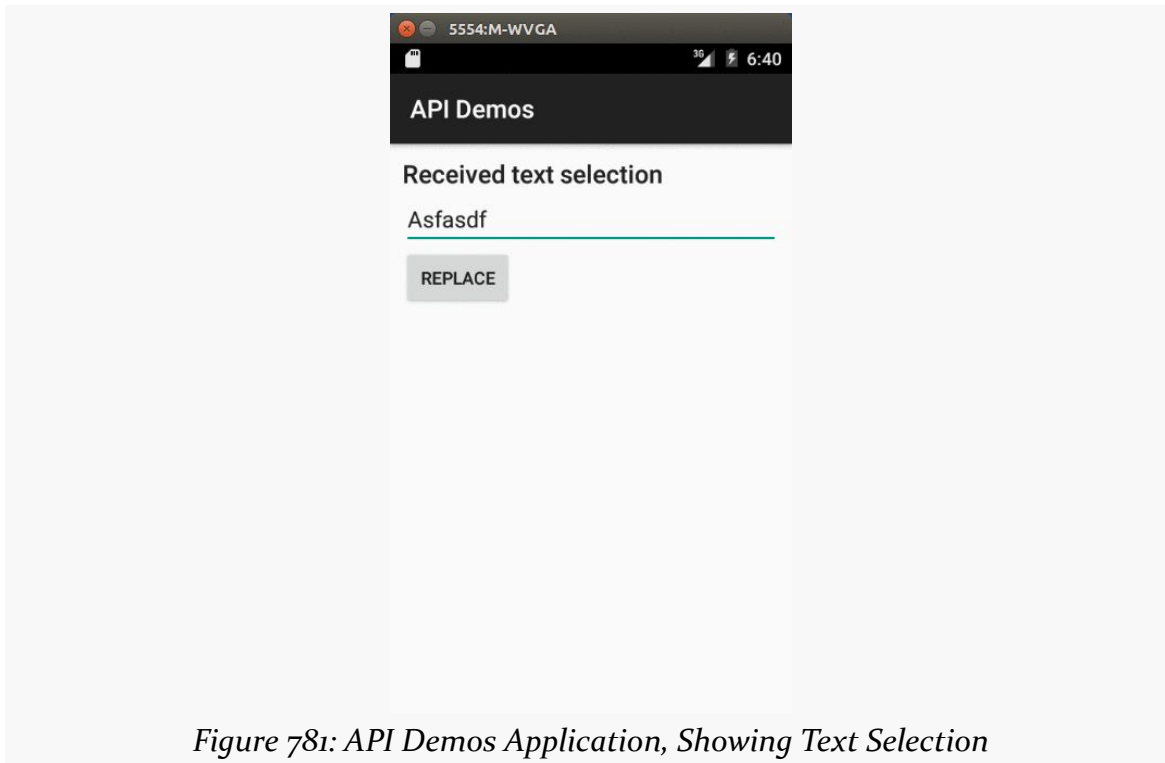 5554:M-WVGA
3G 6:40
API Demos
Received text selection
Asfasdf
REPLACE
Figure 781: API Demos Application, Showing Text Selection